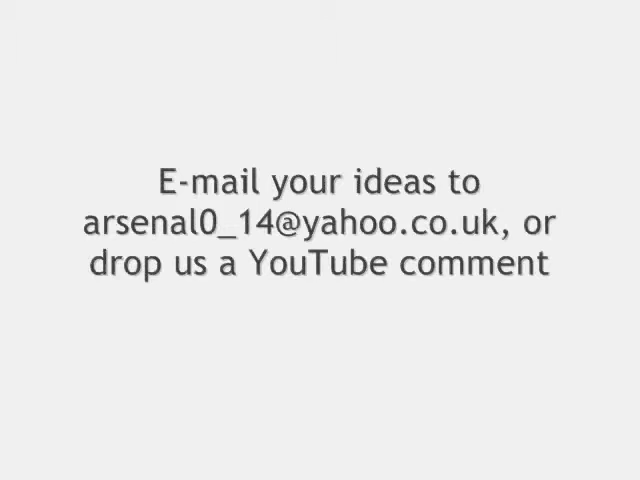 E-mail your ideas to
arsenal0_14@yahoo.co.uk, or
drop us a YouTube comment